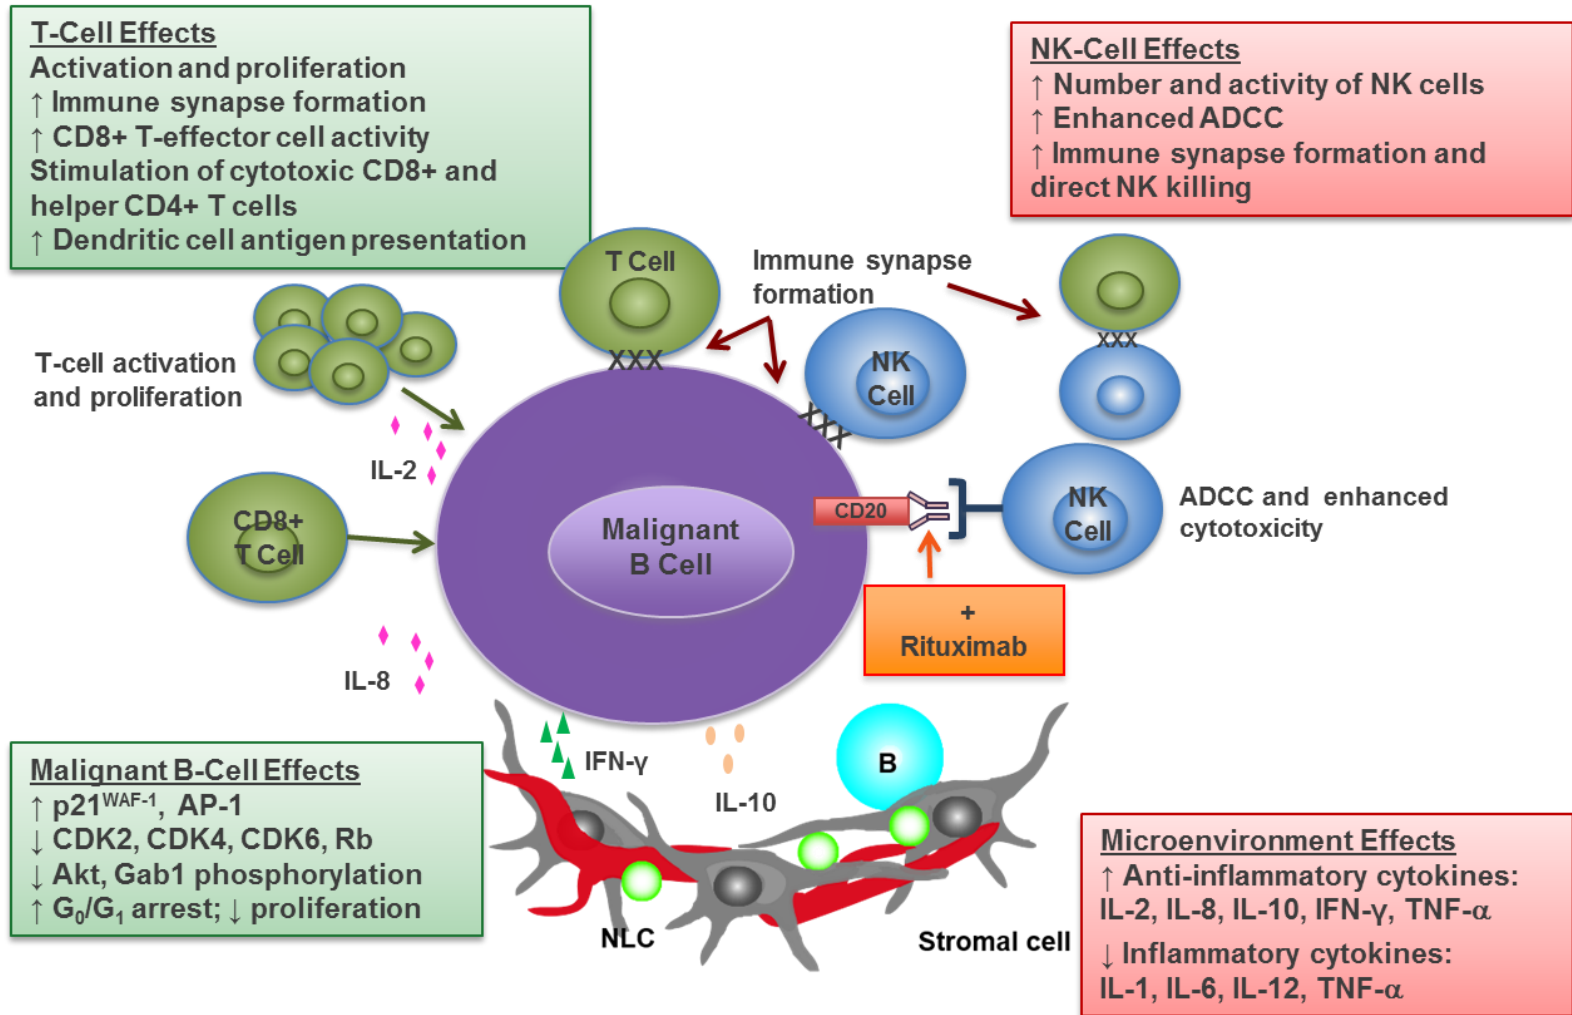 T-Cell Effects
Activation and proliferation
↑ Immune synapse formation
↑ CD8+ T-effector cell activity
Stimulation of cytotoxic CD8+ and
helper CD4+ T cells
↑ Dendritic cell antigen presentation
NK-Cell Effects
↑ Number and activity of NK cells
↑ Enhanced ADCC
↑ Immune synapse formation and
direct NK killing
T Cell
XXX
Immune synapse
formation
XXX
NK
Cell
XXX
T-cell activation
and proliferation
IL-2
CD8+
T Cell
Malignant
B Cell
CD20
NK
Cell
ADCC and enhanced
cytotoxicity
+
Rituximab
IL-8
IFN-γ
IL-10
B
NLC
Stromal cell
Malignant B-Cell Effects
↑ p21WAF-1, AP-1
↓ CDK2, CDK4, CDK6, Rb
↓ Akt, Gab1 phosphorylation
↑ G0/G1 arrest; ↓ proliferation
Microenvironment Effects
↑ Anti-inflammatory cytokines:
IL-2, IL-8, IL-10, IFN-γ, TNF-α
↓ Inflammatory cytokines:
IL-1, IL-6, IL-12, TNF-α